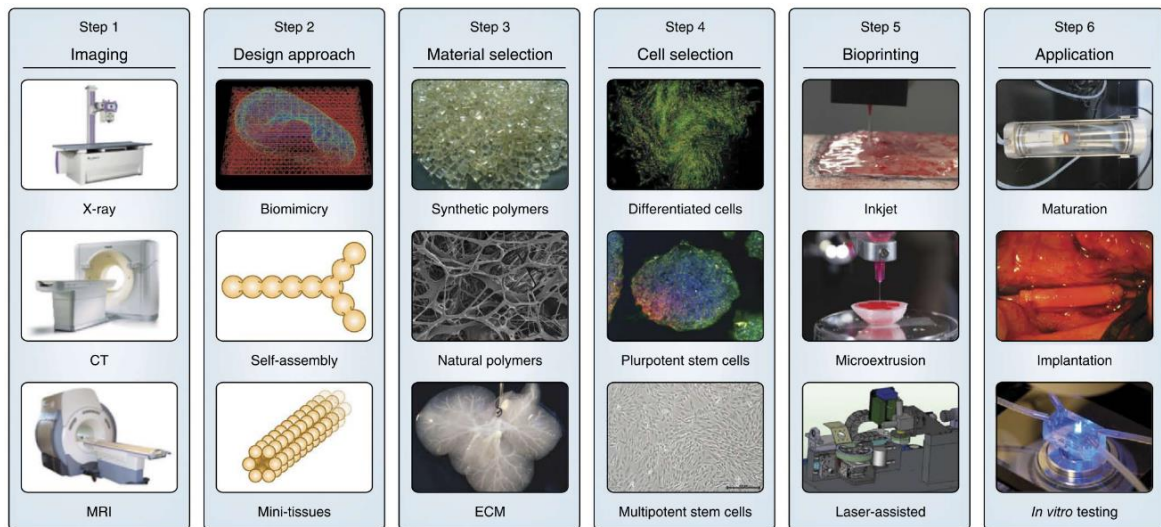 Step 1
Imaging
X-ray
CT
MRI
Step 2
Design approach
Biomimicry
Self-assembly
Mini-tissues
Step 3
Material selection
Synthetic polymers
Natural polymers
ECM
Step 4
Cell selection
Differentiated cells
Plurpotent stem cells
Multipotent stem cells
Step 5
Bioprinting
Inkjet
Microextrusion
Laser-assisted
Step 6
Application
Maturation
Implantation
In vitro testing